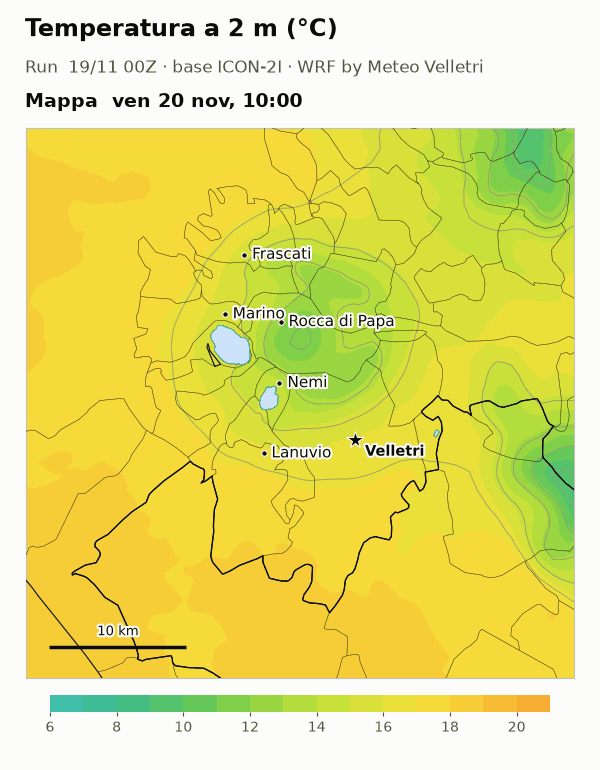 Temperatura a 2 m (°C)
Run  19/11 00Z · base ICON-2I · WRF by Meteo Velletri
Mappa  ven 20 nov, 10:00
Frascati
Marino
Rocca di Papa
Nemi
Velletri
Lanuvio
10 km
6 8 10 12 14 16 18 20